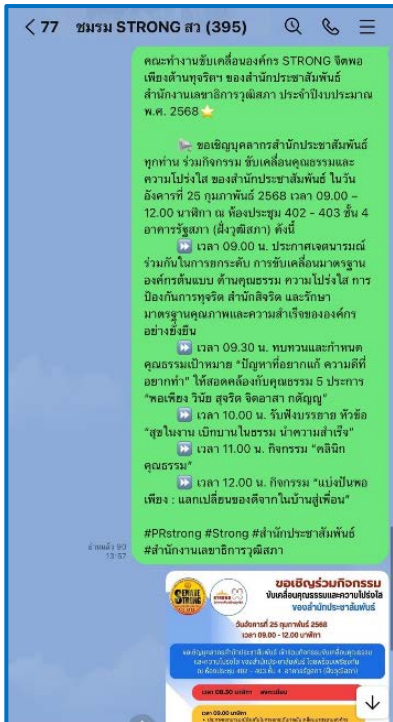 77 ชมรม STRONG สว (395)
คณะทำงานขับเคลื่อนองค์กร STRONG จิตพอ
เพียงต้านทุจริตฯ ของสำนักประชาสัมพันธ์
สำนักงานเลขาธิการวุฒิสภา ประจำปีงบประมาณ
พ.ศ. 2568
ขอเชิญบุคลากรสำนักประชาสัมพันธ์
ทุกท่าน ร่วมกิจกรรม ขับเคลื่อนคุณธรรมและ
ความโปร่งใส ของสำนักประชาสัมพันธ์ ในวัน
อังคารที่ 25 กุมภาพันธ์ 2568 เวลา 09.00 –
12.00 นาฬิกา ณ ห้องประชุม 402 - 403 ชั้น 4
อาคารรัฐสภา (ฝั่งวุฒิสภา) ดังนี้
เวลา 09.00 น. ประกาศเจตนารมณ์
ร่วมกันในการยกระดับ การขับเคลื่อนมาตรฐาน
องค์กรต้นแบบ ด้านคุณธรรม ความโปร่งใส การ
ป้องกันการทุจริต สำนักสุจริต และรักษา
มาตรฐานคุณภาพและความสำเร็จขององค์กร
อย่างยั่งยืน
เวลา 09.30 น. ทบทวนและกำหนด
คุณธรรมเป้าหมาย “ปัญหาที่อยากแก้ ความดีที่
อยากทำ” ให้สอดคล้องกับคุณธรรม 5 ประการ
“พอเพียง วินัย สุจริต จิตอาสา กตัญญู”
เวลา 10.00 น. รับฟังบรรยาย หัวข้อ
“สุขในงาน เบิกบานในธรรม นำความสำเร็จ”
เวลา 11.00 น. กิจกรรม “คลินิก
คุณธรรม”
เวลา 12.00 น. กิจกรรม “แบ่งปันพอ
เพียง : แลกเปลี่ยนของดีจากในบ้านสู่เพื่อน”
#PRstrong #Strong #สำนักประชาสัมพันธ์
#สำนักงานเลขาธิการวุฒิสภา
อ่านแล้ว 90
13:57
STRONG
ขอเชิญร่วมกิจกรรม
ขับเคลื่อนคุณธรรมและความโปร่งใส
ของสำนักประชาสัมพันธ์
วันอังคารที่ 25 กุมภาพันธ์ 2568
เวลา 09.00 - 12.00 นาฬิกา
เวลา 08.30 นาฬิกา ลงทะเบียน
เวลา 09.00 นาฬิกา